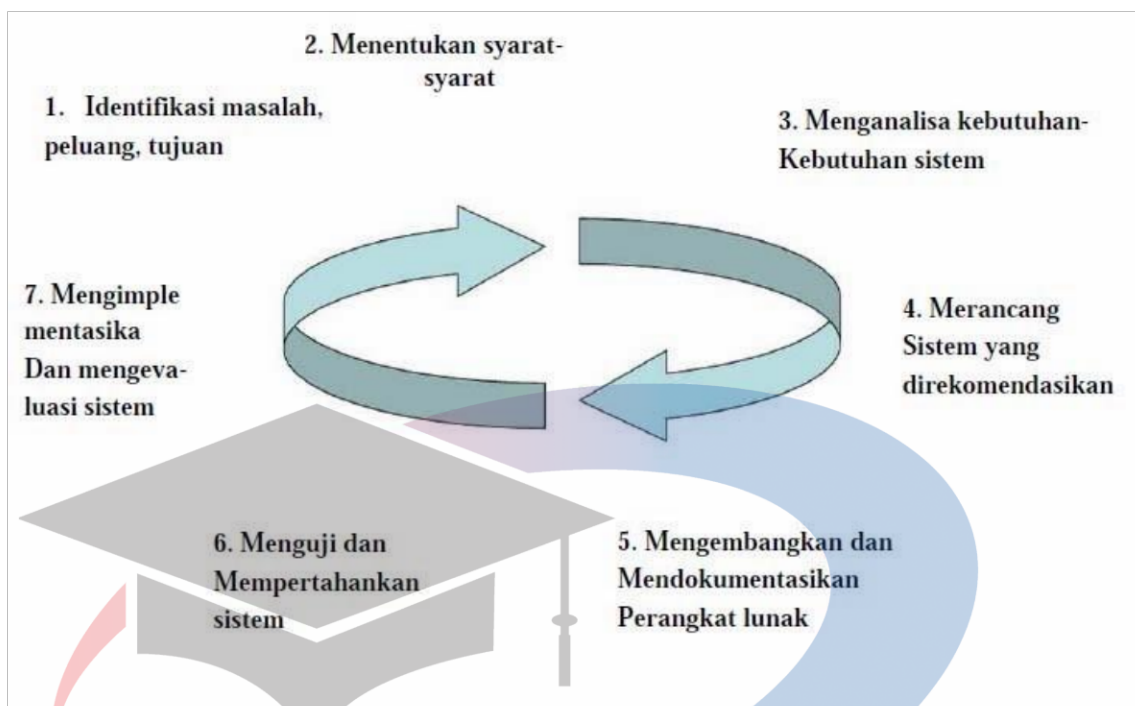 2. Menentukan syarat-
syarat
1. Identifikasi masalah,
peluang, tujuan
3. Menganalisa kebutuhan-
Kebutuhan sistem
7. Mengimple
mentasika
Dan mengeva-
luasi sistem
4. Merancang
Sistem yang
direkomendasikan
6. Menguji dan
Mempertahankan
sistem
5. Mengembangkan dan
Mendokumentasikan
Perangkat lunak